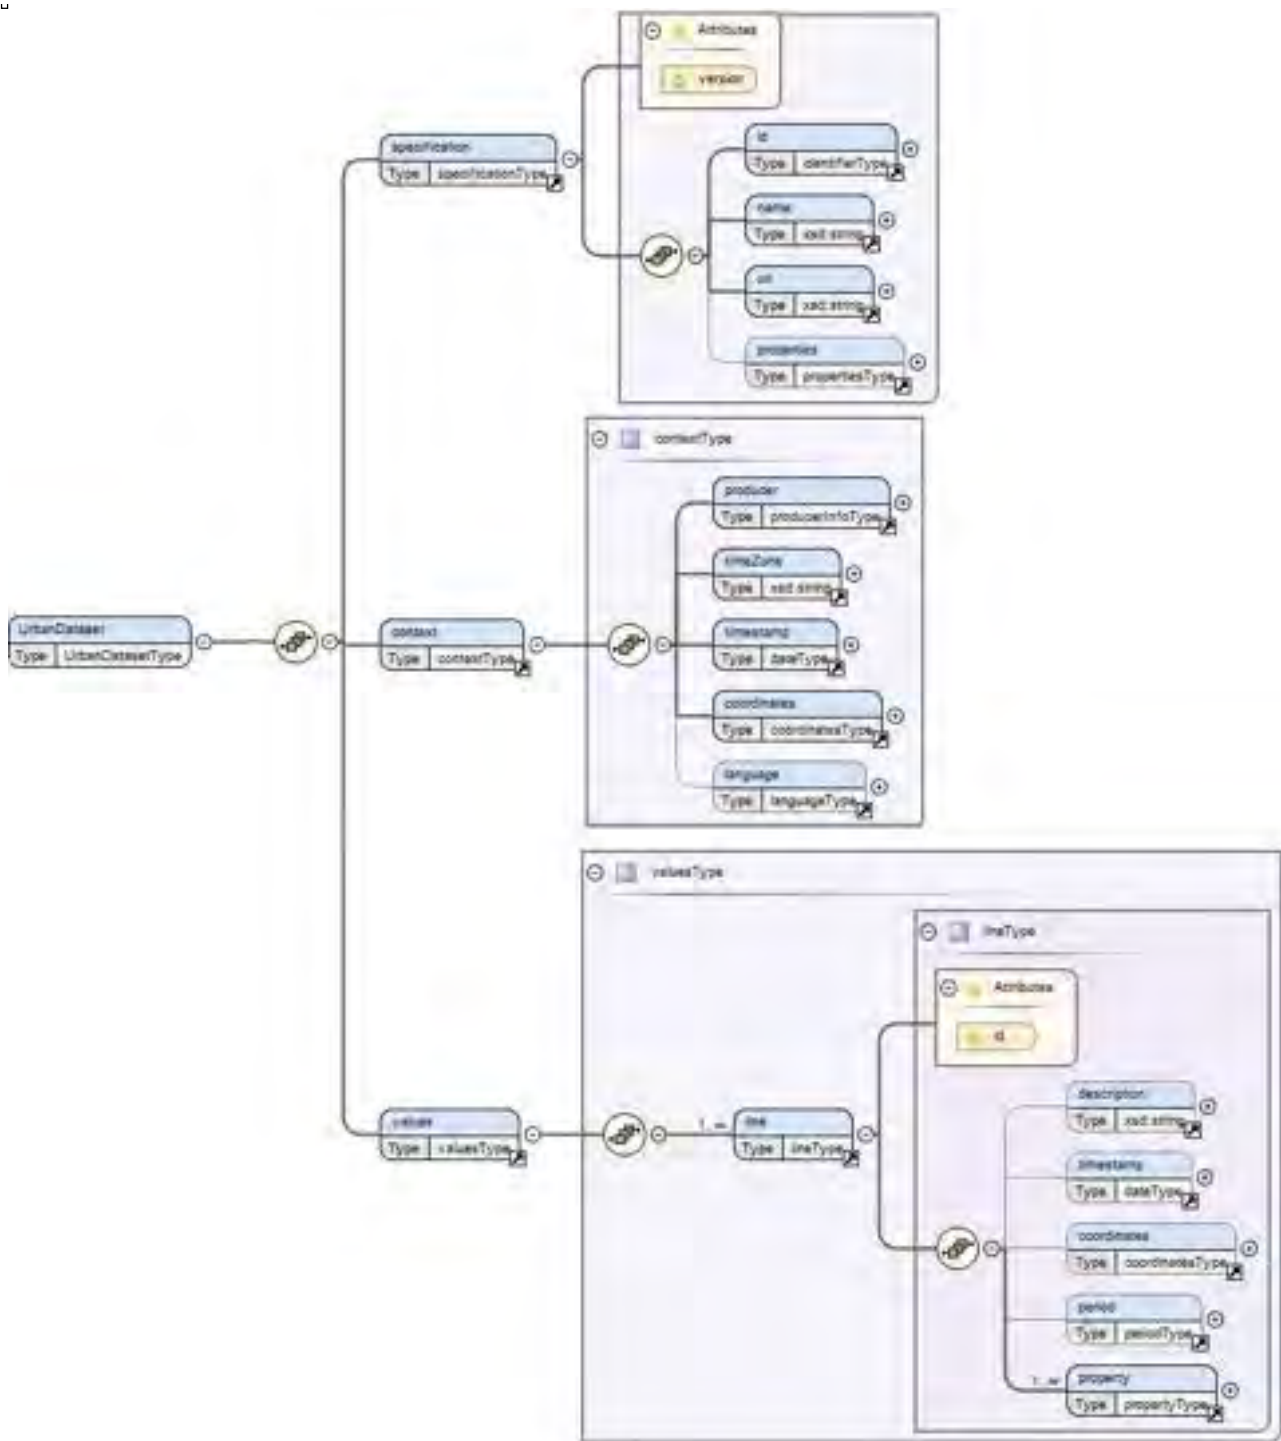 Attributes
version
specification
Type specificationType
id
Type identifierType
name
Type xsd:string
uri
Type xsd:string
properties
Type propertiesType
contextType
producer
Type producerInfoType
timeZone
Type xsd:string
UrbanDataset
Type UrbanDatasetType
context
Type contextType
timestamp
Type dateType
coordinates
Type coordinatesType
language
Type languageType
valuesType
lineType
Attributes
id
values
Type valuesType
1..∞
line
Type lineType
description
Type xsd:string
timestamp
Type dateType
coordinates
Type coordinatesType
period
Type periodType
1..∞
property
Type propertyType